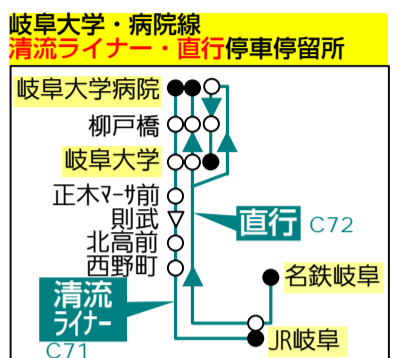 岐阜大学・病院線
清流ライナー・直行停車停留所
岐阜大学病院
柳戸橋
岐阜大学
正木ﾏｰｻ前
則武
北高前
西野町
直行 C72
名鉄岐阜
清流
ﾗｲﾅｰ
C71
JR岐阜